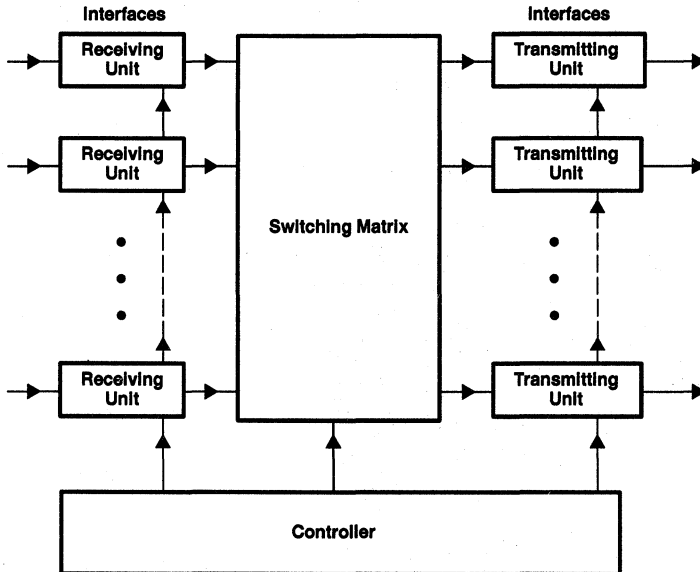 Interfaces
Interfaces
Receiving
Unit
Transmitting
Unit
Receiving
Unit
Transmitting
Unit
Switching Matrix
Receiving
Unit
Transmitting
Unit
Controller